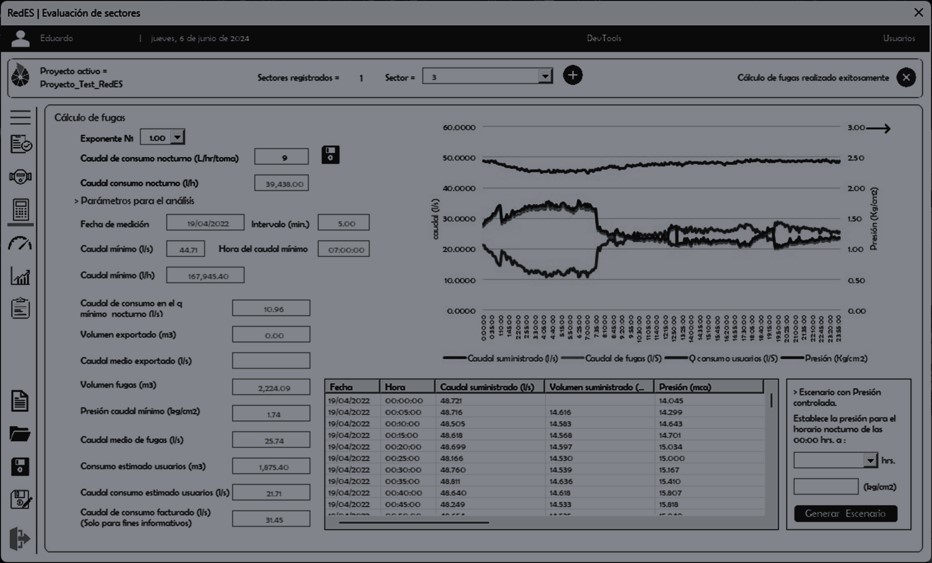 RedES | Evaluación de sectores
Eduardo | jueves, 6 de junio de 2024 DevTools Usuarios
Proyecto activo =
Proyecto_Test_RedES
Sectores registrados = 1 Sector = 3
Cálculo de fugas realizado exitosamente
Cálculo de fugas
Exponente N1 1.00
Caudal de consumo nocturno (L/hr/toma) 9
Caudal consumo nocturno (l/h) 39,438.00
> Parámetros para el análisis
Fecha de medición 19/04/2022 Intervalo (min.) 5.00
Caudal mínimo (l/s) 44.71 Hora del caudal mínimo 07:00:00
Caudal mínimo (l/h) 167,945.40
Caudal de consumo en el q
mínimo nocturno (l/s) 10.96
Volumen exportado (m3) 0.00
Caudal medio exportado (l/s)
Volumen fugas (m3) 2,224.09
Presión caudal mínimo (kg/cm2) 1.74
Caudal medio de fugas (l/s) 25.74
Consumo estimado usuarios (m3) 1,875.40
Caudal consumo estimado usuarios (l/s) 21.71
Caudal de consumo facturado (l/s)
(Solo para fines informativos) 31.45
60.0000 3.00
50.0000 2.50
40.0000 2.00
30.0000 1.50
20.0000 1.00
10.0000 0.50
0.0000 0.00
caudal (l/s)
Presión (Kg/cm2)
Caudal suministrado (l/s) Caudal de fugas (l/S) Q consumo usuarios (l/S) Presión (Kg/cm2)
Fecha Hora Caudal suministrado (l/s) Volumen suministrado (... Presión (mca)
19/04/2022 00:00:00 48.721 14.045
19/04/2022 00:05:00 48.716 14.616 14.299
19/04/2022 00:10:00 48.505 14.583 14.643
19/04/2022 00:15:00 48.618 14.568 14.701
19/04/2022 00:20:00 48.699 14.597 15.034
19/04/2022 00:25:00 48.166 14.530 15.000
19/04/2022 00:30:00 48.760 14.539 15.167
19/04/2022 00:35:00 48.811 14.636 15.410
19/04/2022 00:40:00 48.640 14.618 15.807
19/04/2022 00:45:00 48.249 14.533 15.818
> Escenario con Presión
controlada.
Establece la presión para el
horario nocturno de las
00:00 hrs. a :
hrs.
(kg/cm2)
Generar Escenario